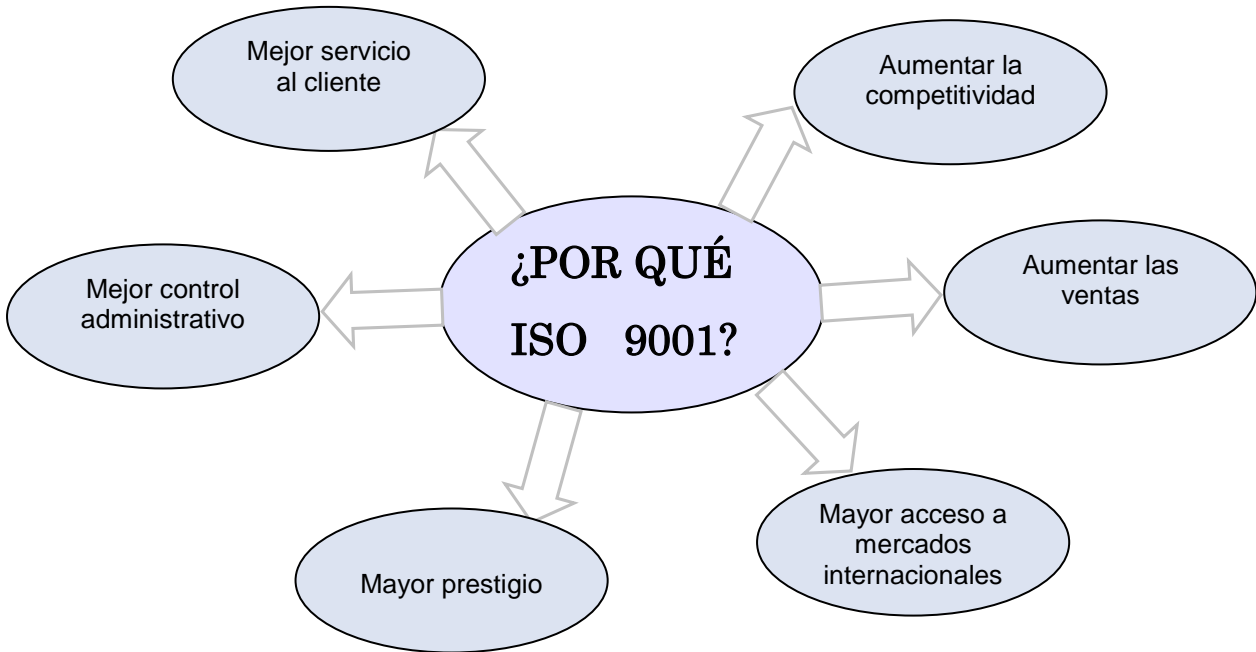 Mejor servicio
al cliente
Aumentar la
competitividad
¿POR QUÉ
ISO 9001?
Mejor control
administrativo
Aumentar las
ventas
Mayor prestigio
Mayor acceso a
mercados
internacionales